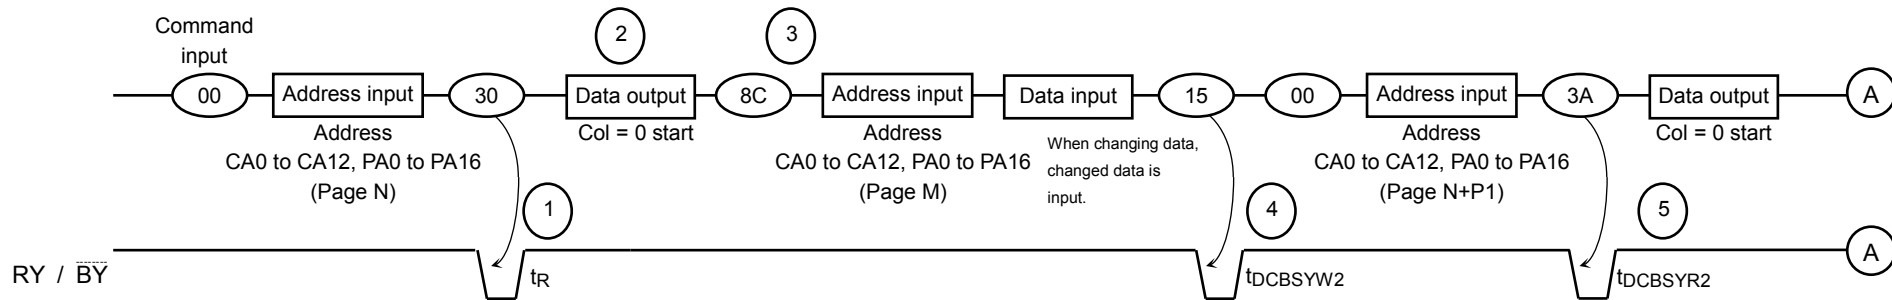 Command
input
2
3
00
Address input
30
Data output
8C
Address input
Data input
15
00
Address input
3A
Data output
A
Address
CA0 to CA12, PA0 to PA16
(Page N)
Col = 0 start
Address
CA0 to CA12, PA0 to PA16
(Page M)
When changing data,
changed data is
input.
Address
CA0 to CA12, PA0 to PA16
(Page N+P1)
Col = 0 start
1
4
5
RY / BY
tR
tDCBSYW2
tDCBSYR2
A